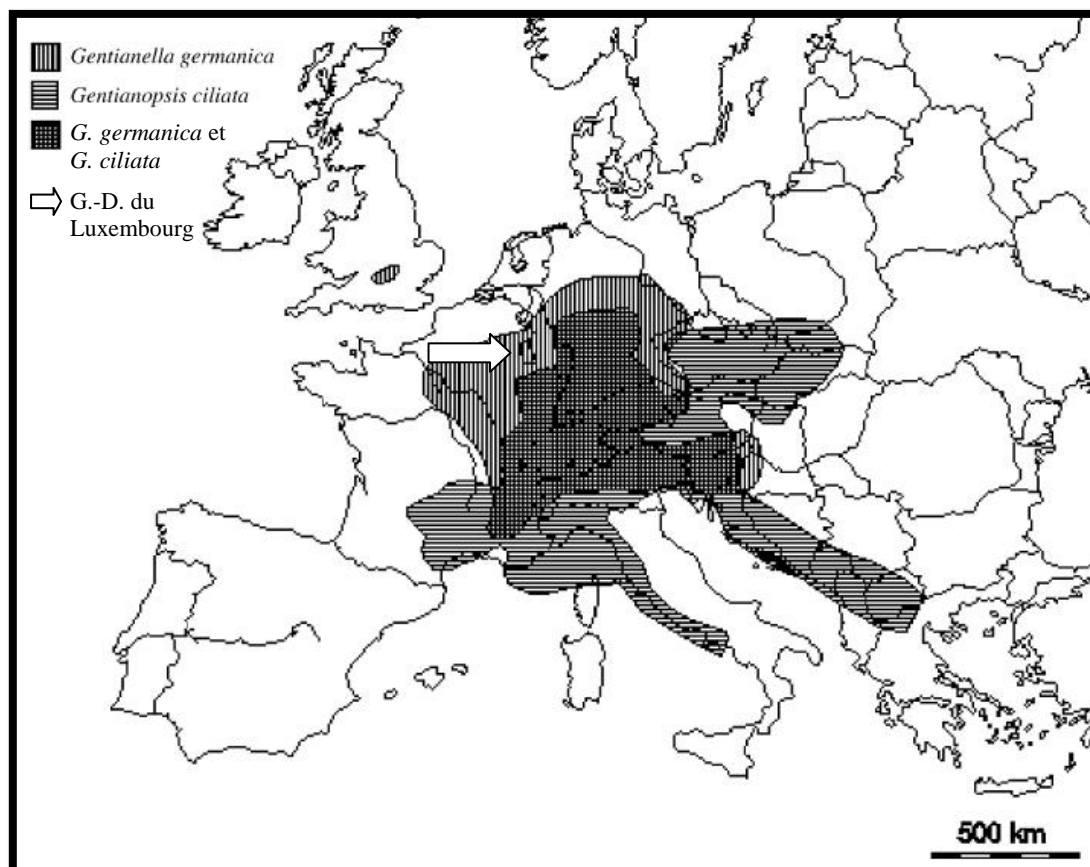 Gentianella germanica
Gentianopsis ciliata
G. germanica et
G. ciliata
G.-D. du
Luxembourg
500 km